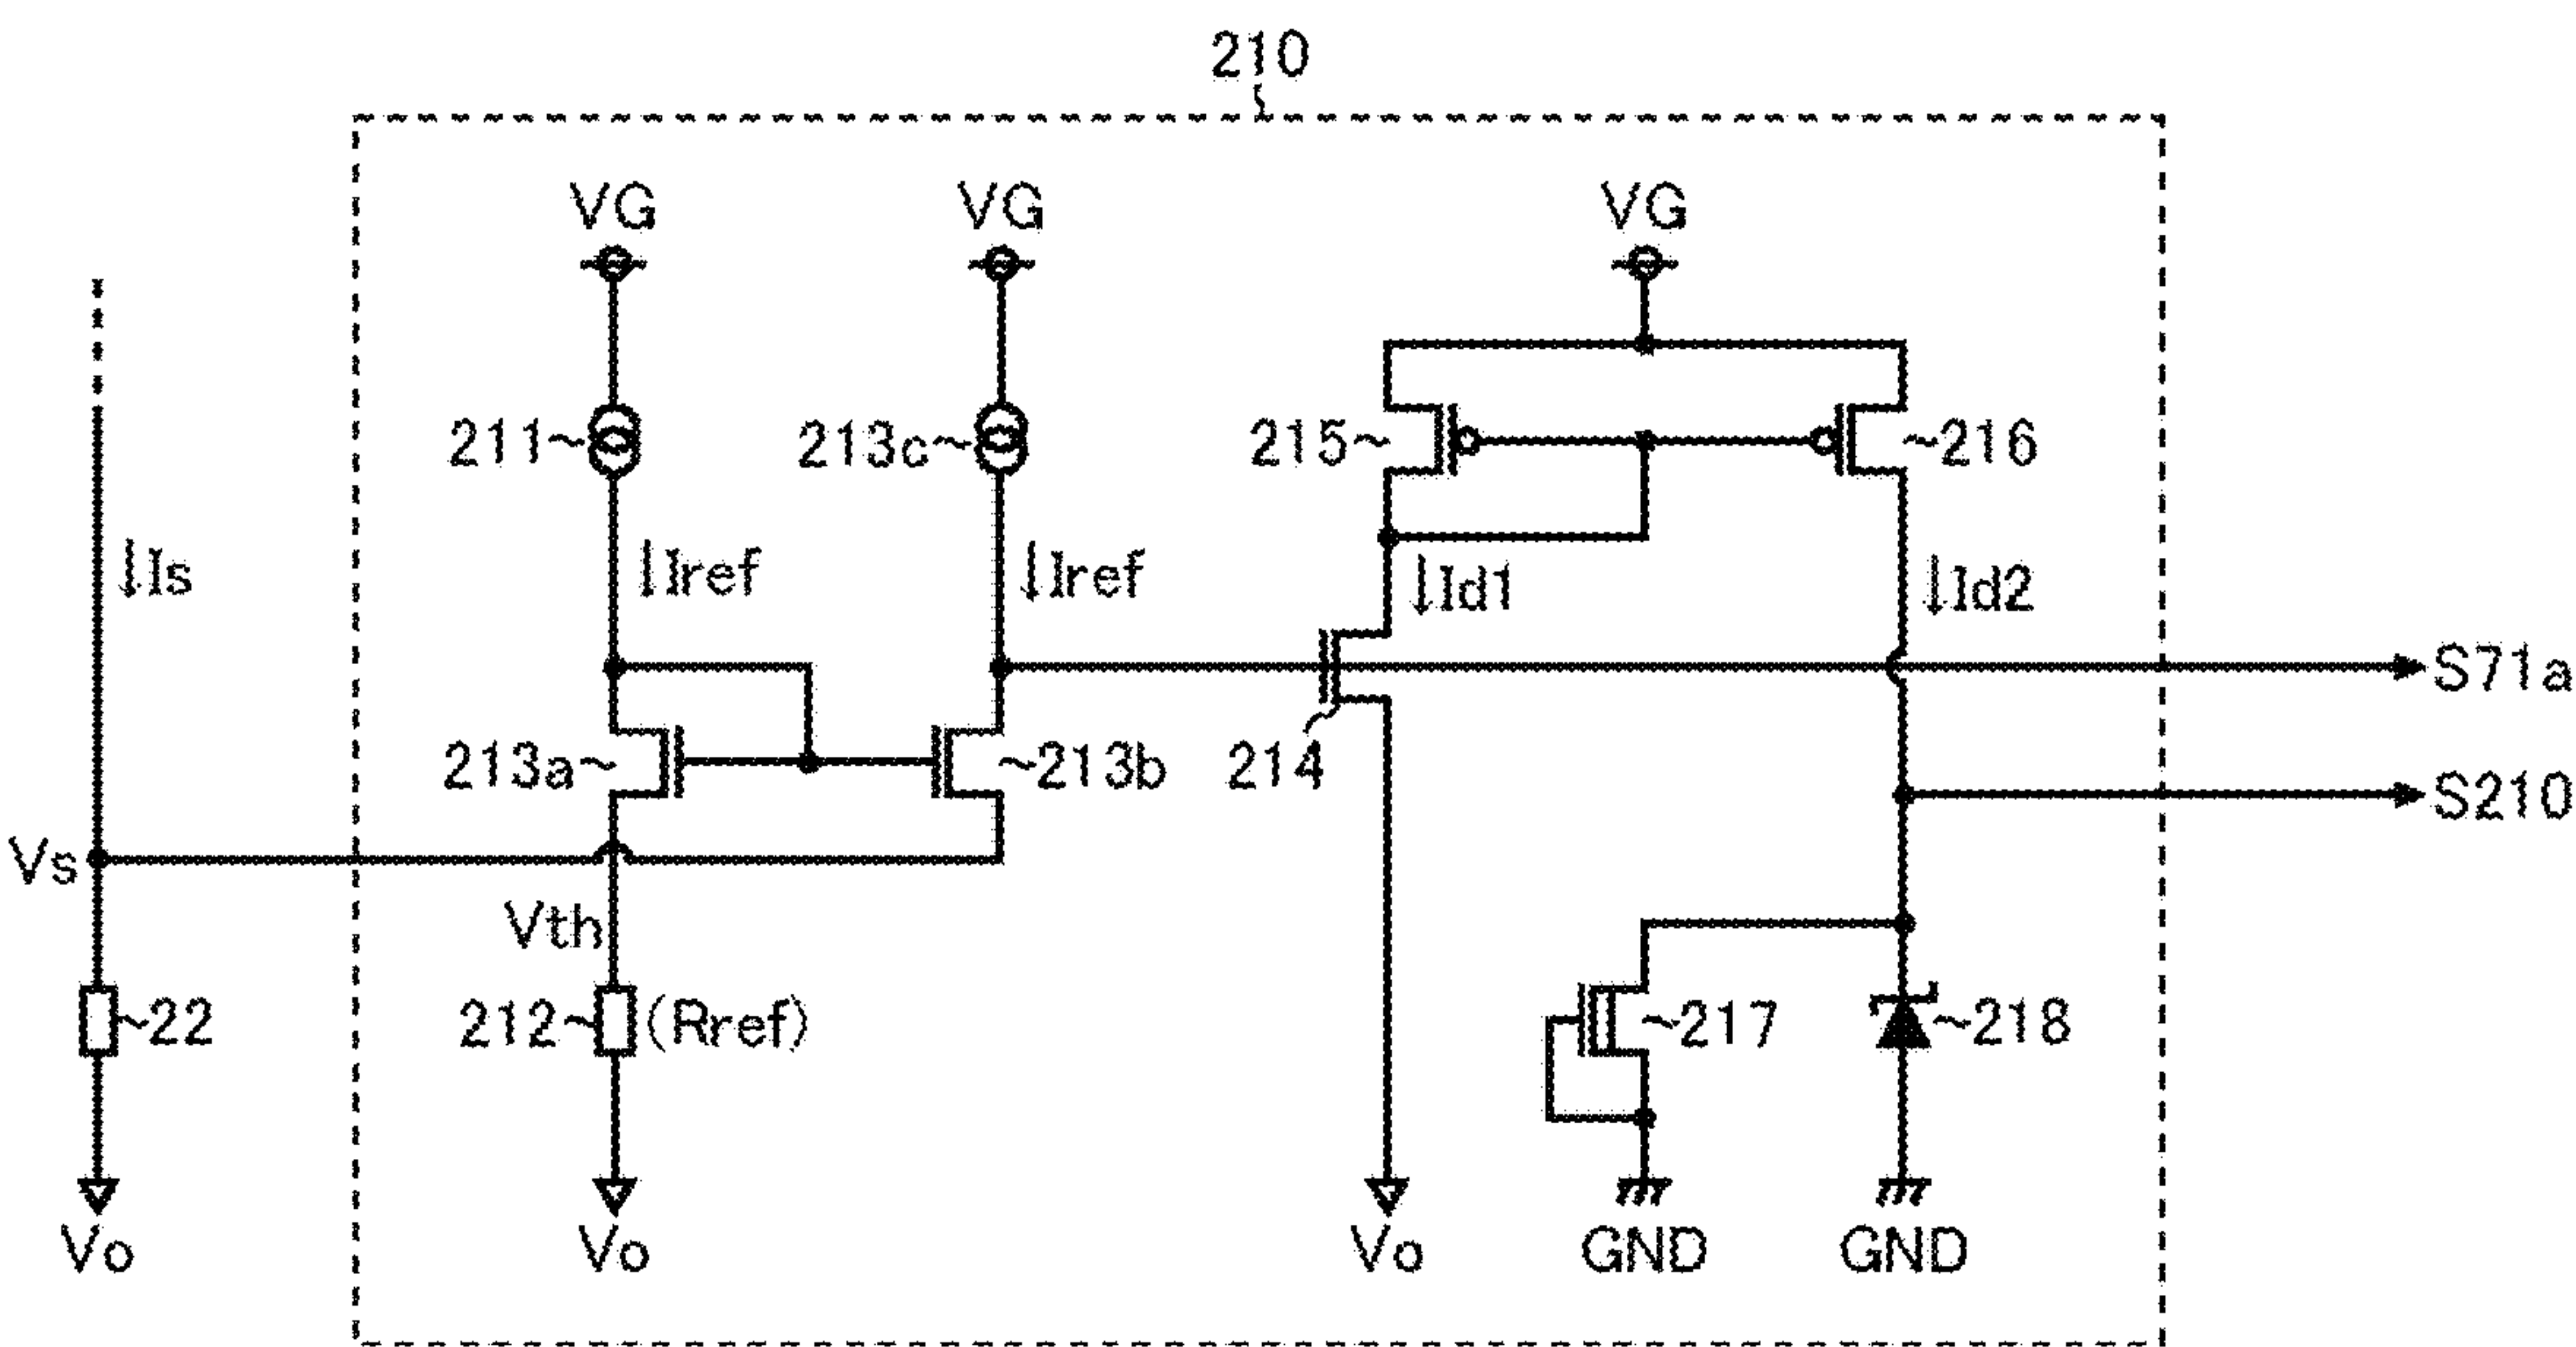 210
VG VG VG
211 213c 215 216
Is Iref Iref Id1 Id2
S71a
213a 213b 214
S210
Vs
Vth
22 212 (Rref) 217 218
Vo Vo Vo GND GND